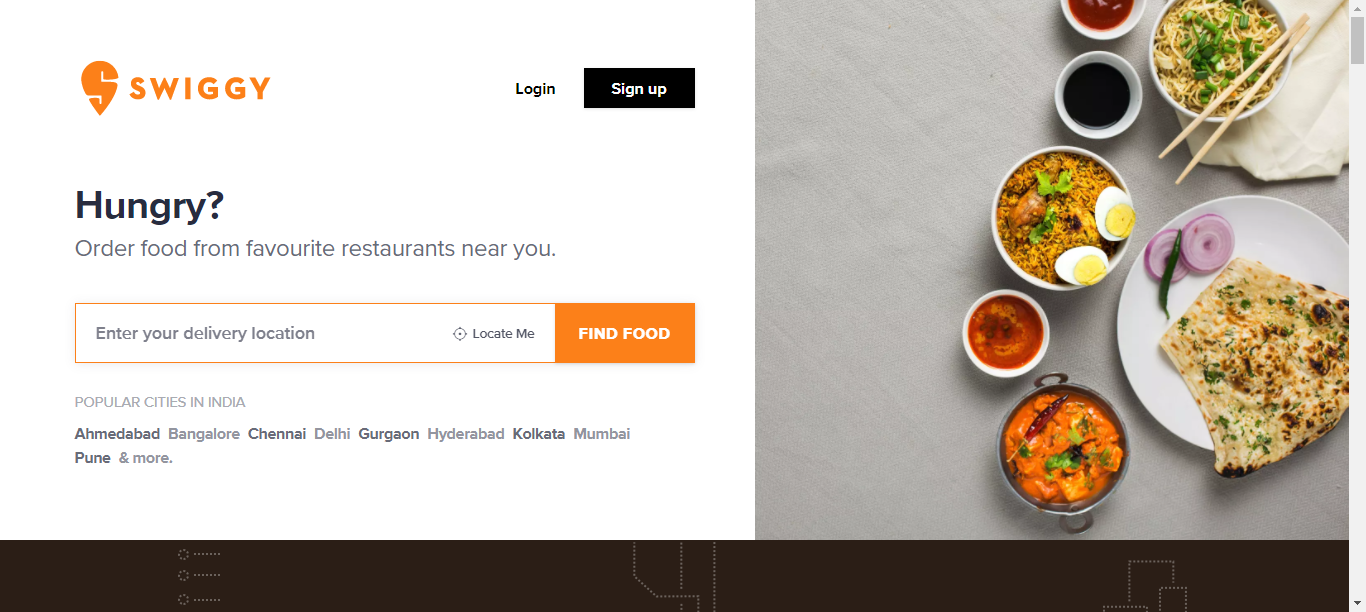 SWIGGY
Login
Sign up
Hungry?
Order food from favourite restaurants near you.
Enter your delivery location
Locate Me
FIND FOOD
POPULAR CITIES IN INDIA
Ahmedabad Bangalore Chennai Delhi Gurgaon Hyderabad Kolkata Mumbai
Pune & more.